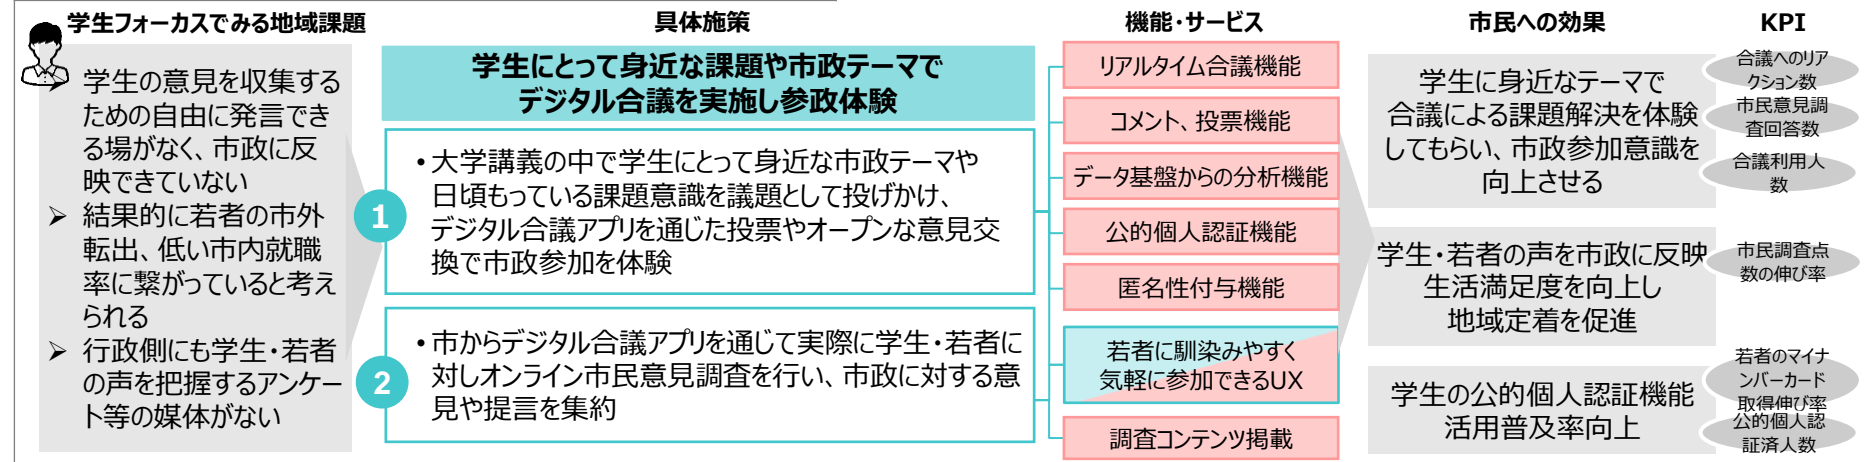 学生フォーカスでみる地域課題
学生の意見を収集する
ための自由に発言でき
る場がなく、市政に反
映できていない
結果的に若者の市外
転出、低い市内就職
率に繋がっていると考え
られる
行政側にも学生・若者
の声を把握するアンケー
ト等の媒体がない
具体施策
学生にとって身近な課題や市政テーマで
デジタル合議を実施し参政体験
1
•大学講義の中で学生にとって身近な市政テーマや
日頃もっている課題意識を議題として投げかけ、
デジタル合議アプリを通じた投票やオープンな意見交
換で市政参加を体験
2
•市からデジタル合議アプリを通じて実際に学生・若者に
対しオンライン市民意見調査を行い、市政に対する意
見や提言を集約
機能・サービス
リアルタイム合議機能
コメント、投票機能
データ基盤からの分析機能
公的個人認証機能
匿名性付与機能
若者に馴染みやすく
気軽に参加できるUX
調査コンテンツ掲載
市民への効果
学生に身近なテーマで
合議による課題解決を体験
してもらい、市政参加意識を
向上させる
学生・若者の声を市政に反映
生活満足度を向上し
地域定着を促進
学生の公的個人認証機能
活用普及率向上
KPI
合議へのリア
クション数
市民意見調
査回答数
合議利用人
数
市民調査点
数の伸び率
若者のマイナ
ンバーカード
取得伸び率
公的個人認
証済人数